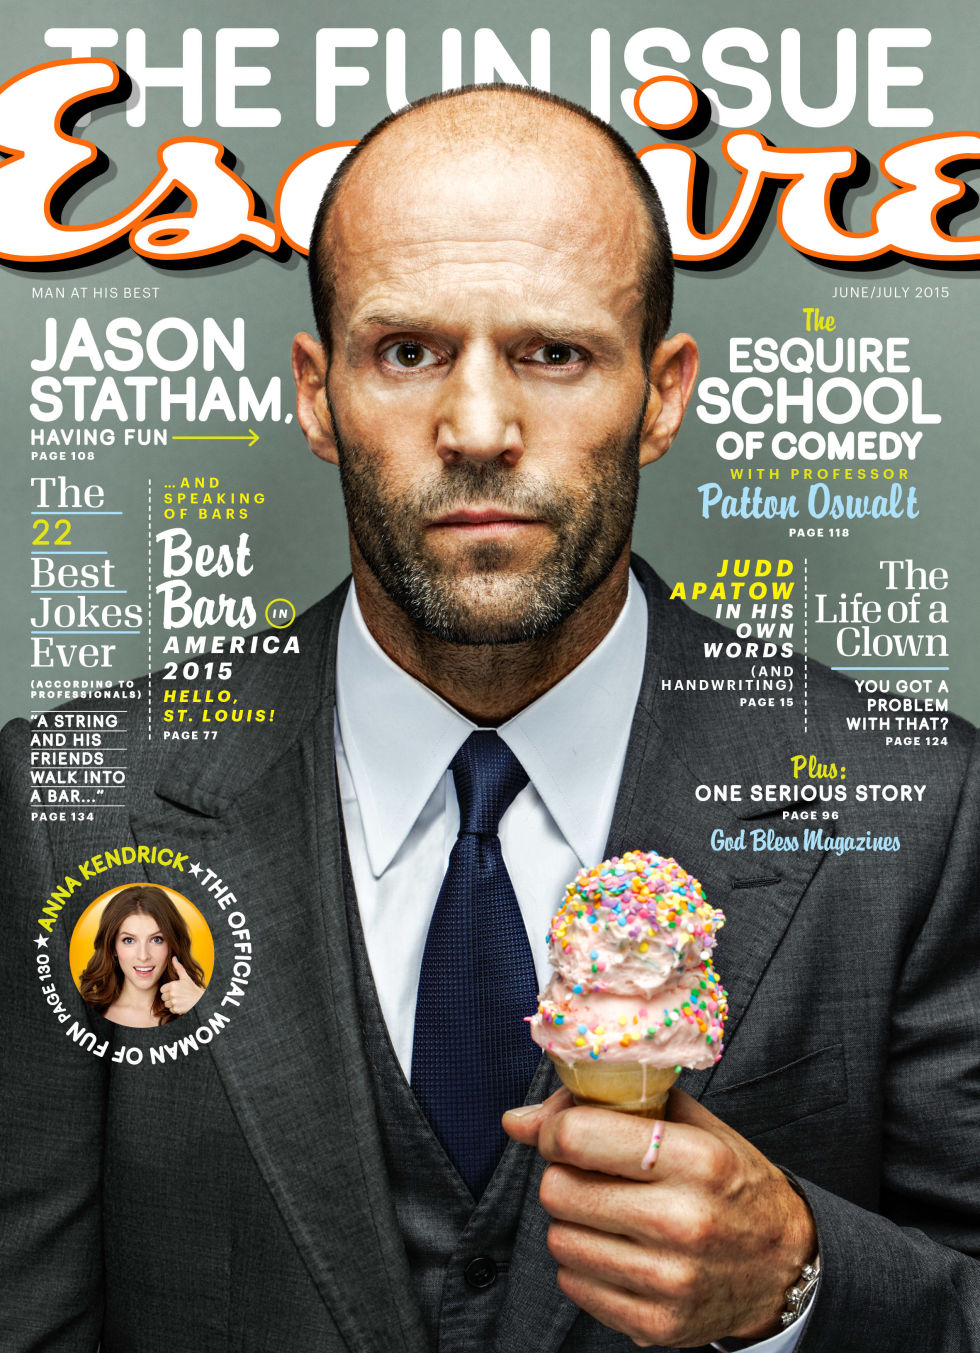 THE FUN ISSUE
Esquire
MAN AT HIS BEST
JUNE/JULY 2015
JASON
STATHAM,
HAVING FUN
PAGE 108
The
22
Best
Jokes
Ever
(ACCORDING TO
PROFESSIONALS)
"A STRING
AND HIS
FRIENDS
WALK INTO
A BAR..."
PAGE 134
...AND
SPEAKING
OF BARS
Best
Bars IN
AMERICA
2015
HELLO,
ST. LOUIS!
PAGE 77
The
ESQUIRE
SCHOOL
OF COMEDY
WITH PROFESSOR
Patton Oswalt
PAGE 118
JUDD
APATOW
IN HIS
OWN
WORDS
(AND
HANDWRITING)
PAGE 15
The
Life of a
Clown
YOU GOT A
PROBLEM
WITH THAT?
PAGE 124
Plus:
ONE SERIOUS STORY
PAGE 96
God Bless Magazines
★ ANNA KENDRICK ★ THE OFFICIAL WOMAN OF FUN PAGE 130